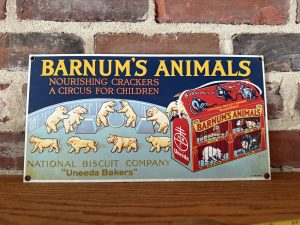 BARNUM'S ANIMALS
NOURISHING CRACKERS
A CIRCUS FOR CHILDREN
BARNUM'S ANIMALS
NATIONAL BISCUIT COMPANY
"Uneeda Bakers"